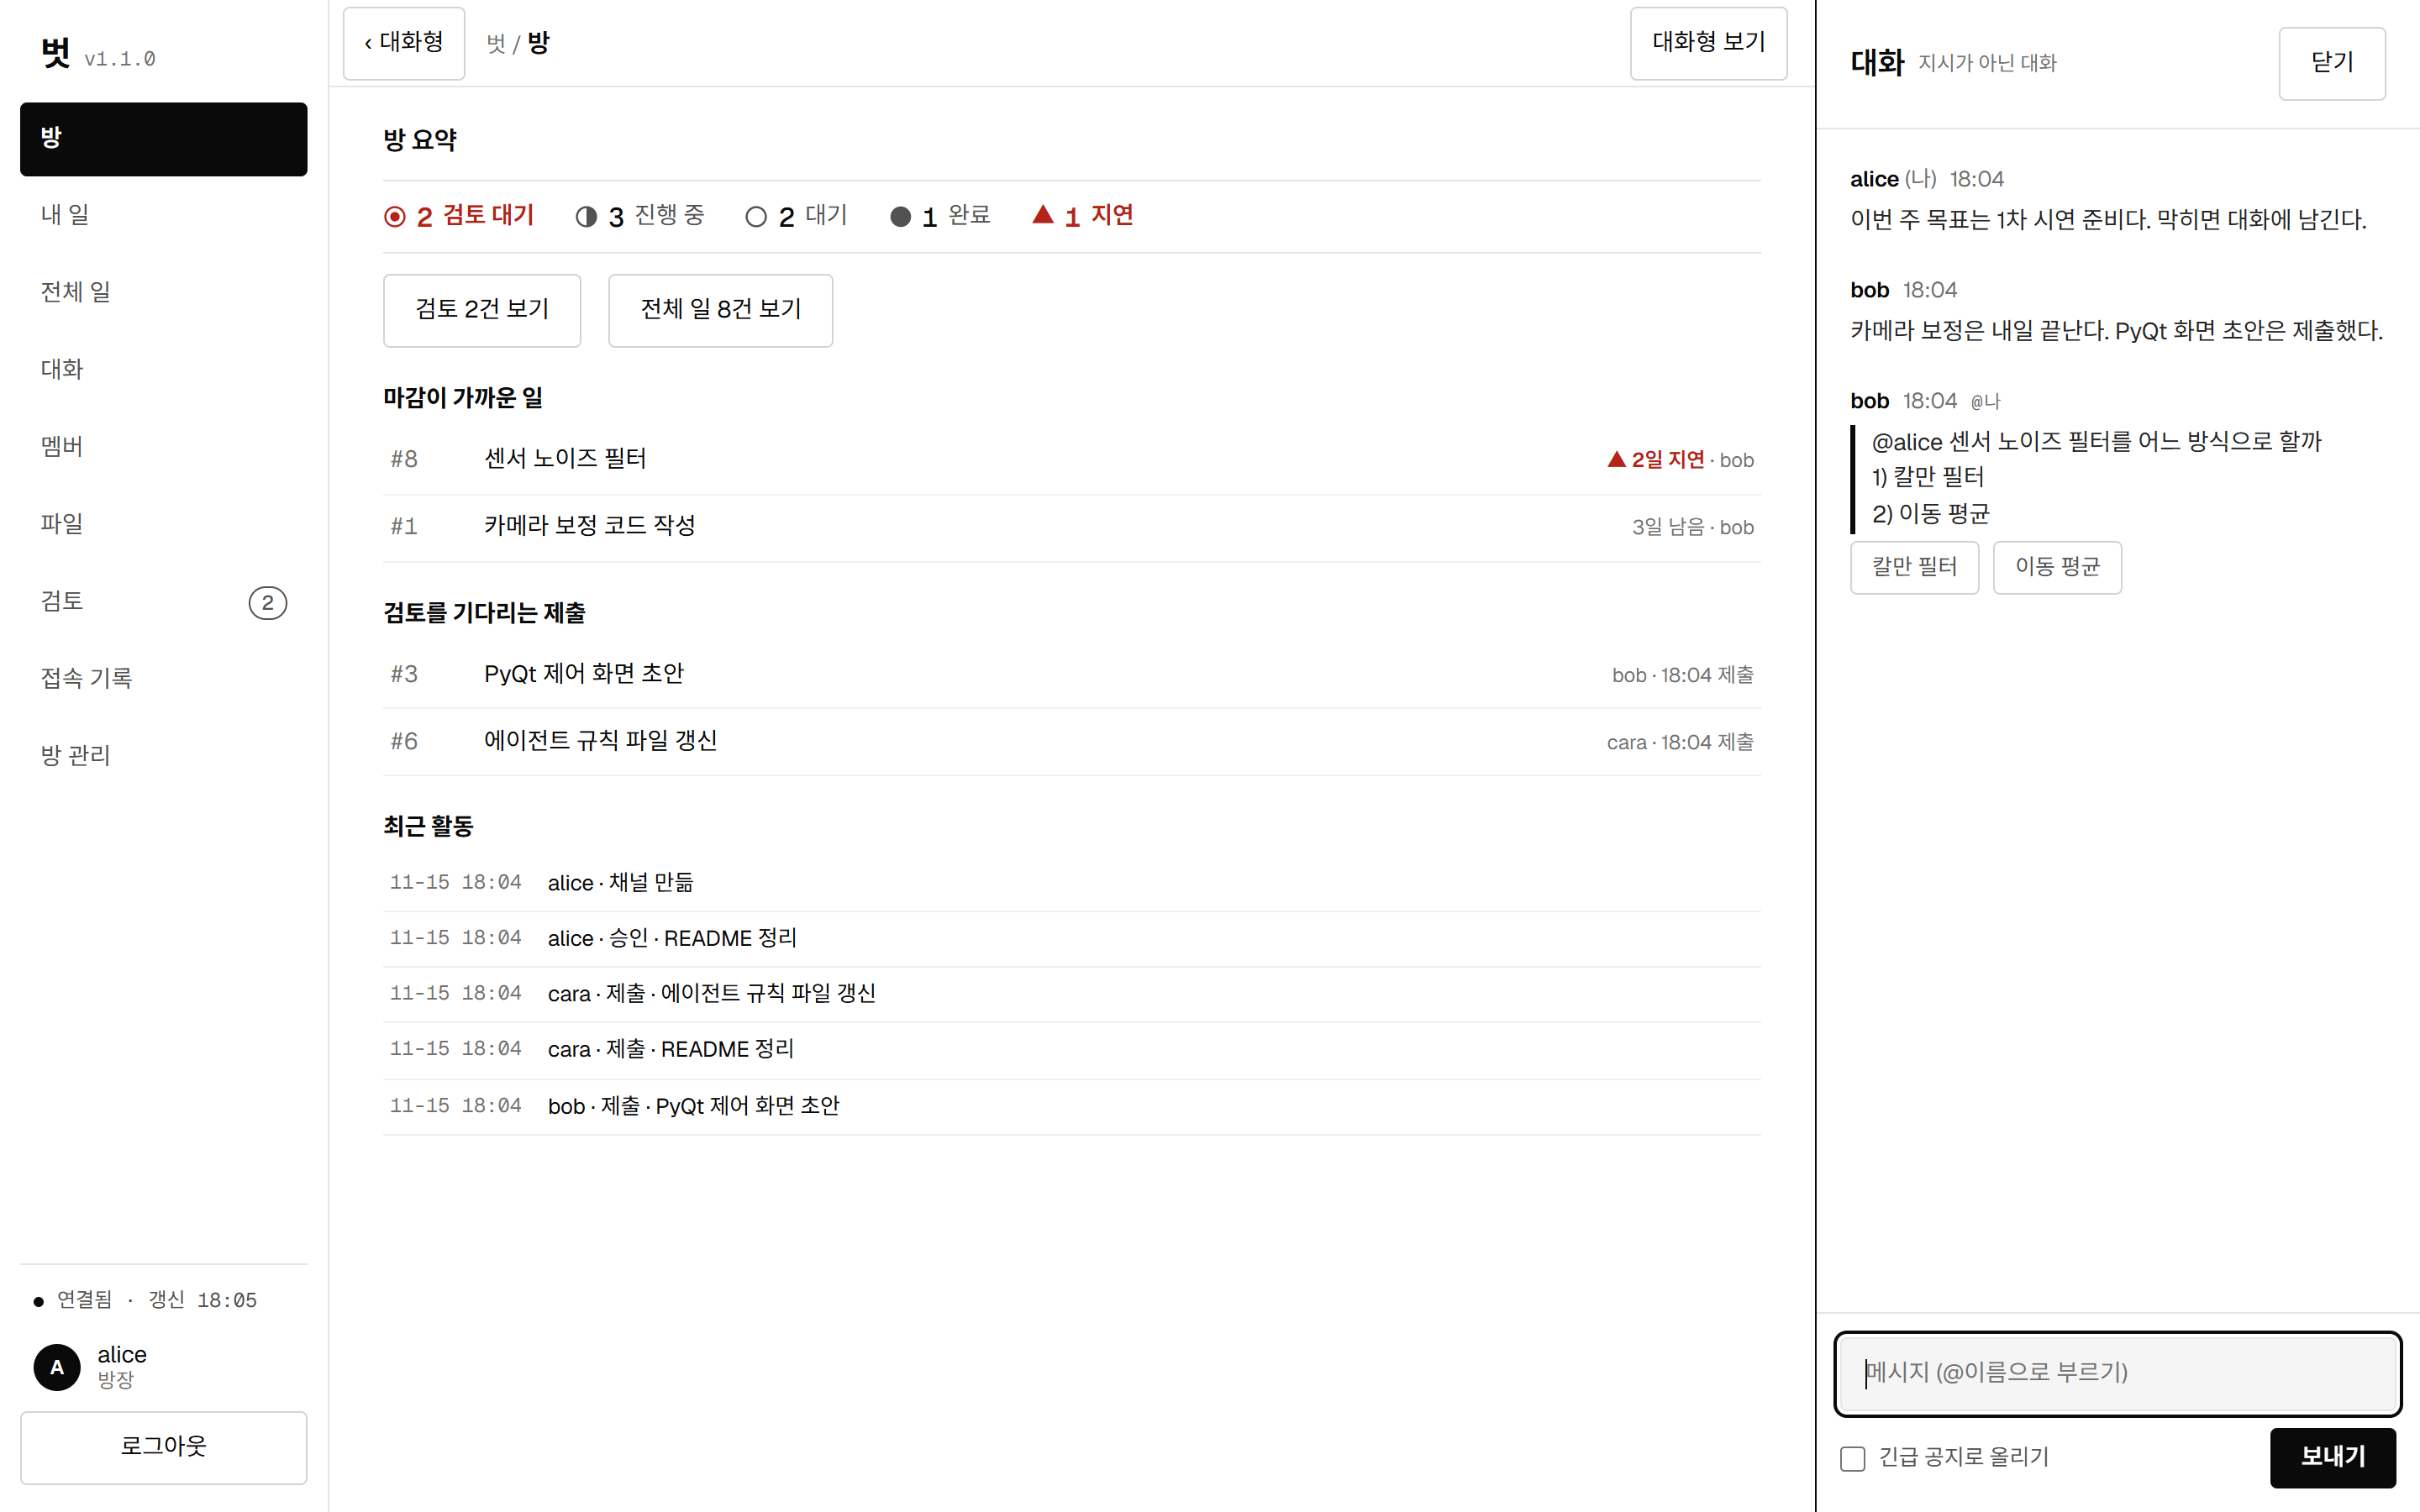 벗 v1.1.0
방
내 일
전체 일
대화
멤버
파일
검토 2
접속 기록
방 관리
연결됨 · 갱신 18:05
A
alice
방장
로그아웃
‹ 대화형
벗 / 방
대화형 보기
방 요약
2 검토 대기 3 진행 중 2 대기 1 완료 1 지연
검토 2건 보기
전체 일 8건 보기
마감이 가까운 일
#8 센서 노이즈 필터 ▲ 2일 지연 · bob
#1 카메라 보정 코드 작성 3일 남음 · bob
검토를 기다리는 제출
#3 PyQt 제어 화면 초안 bob · 18:04 제출
#6 에이전트 규칙 파일 갱신 cara · 18:04 제출
최근 활동
11-15 18:04 alice · 채널 만듦
11-15 18:04 alice · 승인 · README 정리
11-15 18:04 cara · 제출 · 에이전트 규칙 파일 갱신
11-15 18:04 cara · 제출 · README 정리
11-15 18:04 bob · 제출 · PyQt 제어 화면 초안
대화 지시가 아닌 대화
닫기
alice (나) 18:04
이번 주 목표는 1차 시연 준비다. 막히면 대화에 남긴다.
bob 18:04
카메라 보정은 내일 끝난다. PyQt 화면 초안은 제출했다.
bob 18:04 @나
@alice 센서 노이즈 필터를 어느 방식으로 할까
1) 칼만 필터
2) 이동 평균
칼만 필터
이동 평균
메시지 (@이름으로 부르기)
긴급 공지로 올리기
보내기